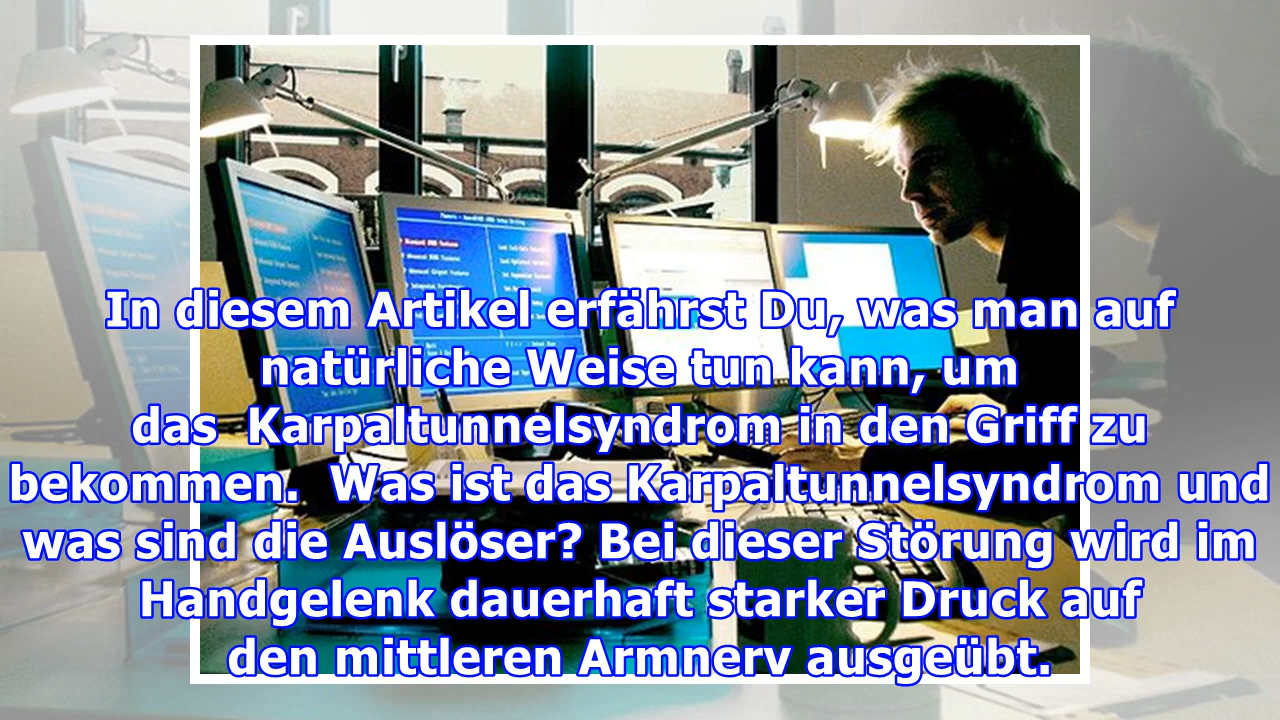 In diesem Artikel erfährst Du, was man auf
natürliche Weise tun kann, um
das  Karpaltunnelsyndrom in den Griff zu
bekommen.  Was ist das Karpaltunnelsyndrom und
was sind die Auslöser? Bei dieser Störung wird im
Handgelenk dauerhaft starker Druck auf
den mittleren Armnerv ausgeübt.